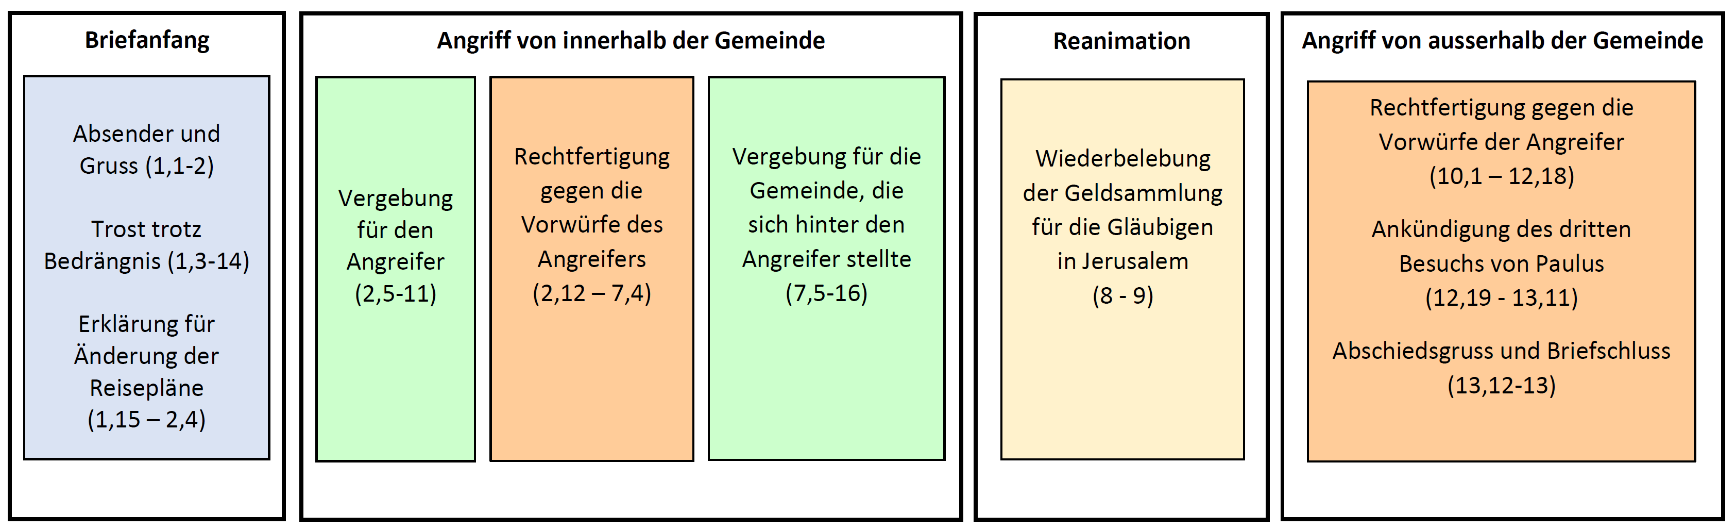 Briefanfang
Absender und
Gruss (1,1-2)
Trost trotz
Bedrängnis (1,3-14)
Erklärung für
Änderung der
Reisepläne
(1,15 – 2,4)
Angriff von innerhalb der Gemeinde
Vergebung
für den
Angreifer
(2,5-11)
Rechtfertigung
gegen die
Vorwürfe des
Angreifers
(2,12 – 7,4)
Vergebung für die
Gemeinde, die
sich hinter den
Angreifer stellte
(7,5-16)
Reanimation
Wiederbelebung
der Geldsammlung
für die Gläubigen
in Jerusalem
(8 - 9)
Angriff von ausserhalb der Gemeinde
Rechtfertigung gegen die
Vorwürfe der Angreifer
(10,1 – 12,18)
Ankündigung des dritten
Besuchs von Paulus
(12,19 - 13,11)
Abschiedsgruss und Briefschluss
(13,12-13)